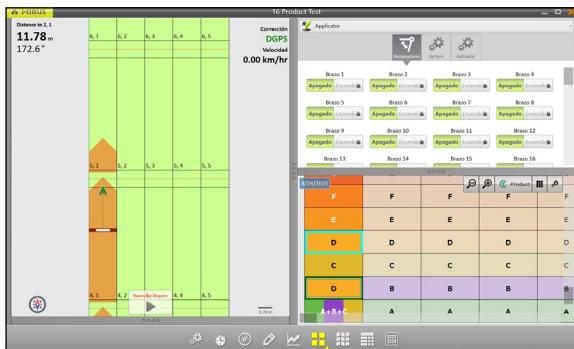 MIRUS
16 Product Test
Distance to 2, 1
11.78 m
172.6°
6, 1 6, 2 6, 3 6, 4 6, 5
Corrección
DGPS
Velocidad
0.00 km/hr
5, 1 5, 2 5, 3 5, 4 5, 5
4, 1 4, 2 Reanudar disparo 4, 4 4, 5
0.76 m
Applicator
Accionadores System Aplicador
Brazo 1 Brazo 2 Brazo 3 Brazo 4
Apagado Encendido Apagado Encendido Apagado Encendido Apagado Encendido
Brazo 5 Brazo 6 Brazo 7 Brazo 8
Apagado Encendido Apagado Encendido Apagado Encendido Apagado Encendido
Brazo 9 Brazo 10 Brazo 11 Brazo 12
Apagado Encendido Apagado Encendido Apagado Encendido Apagado Encendido
Brazo 13 Brazo 14 Brazo 15 Brazo 16
8/24/2021
Product
F F F F
E E E E
D D D D
C C C C
D B B B
A+B+C A A A